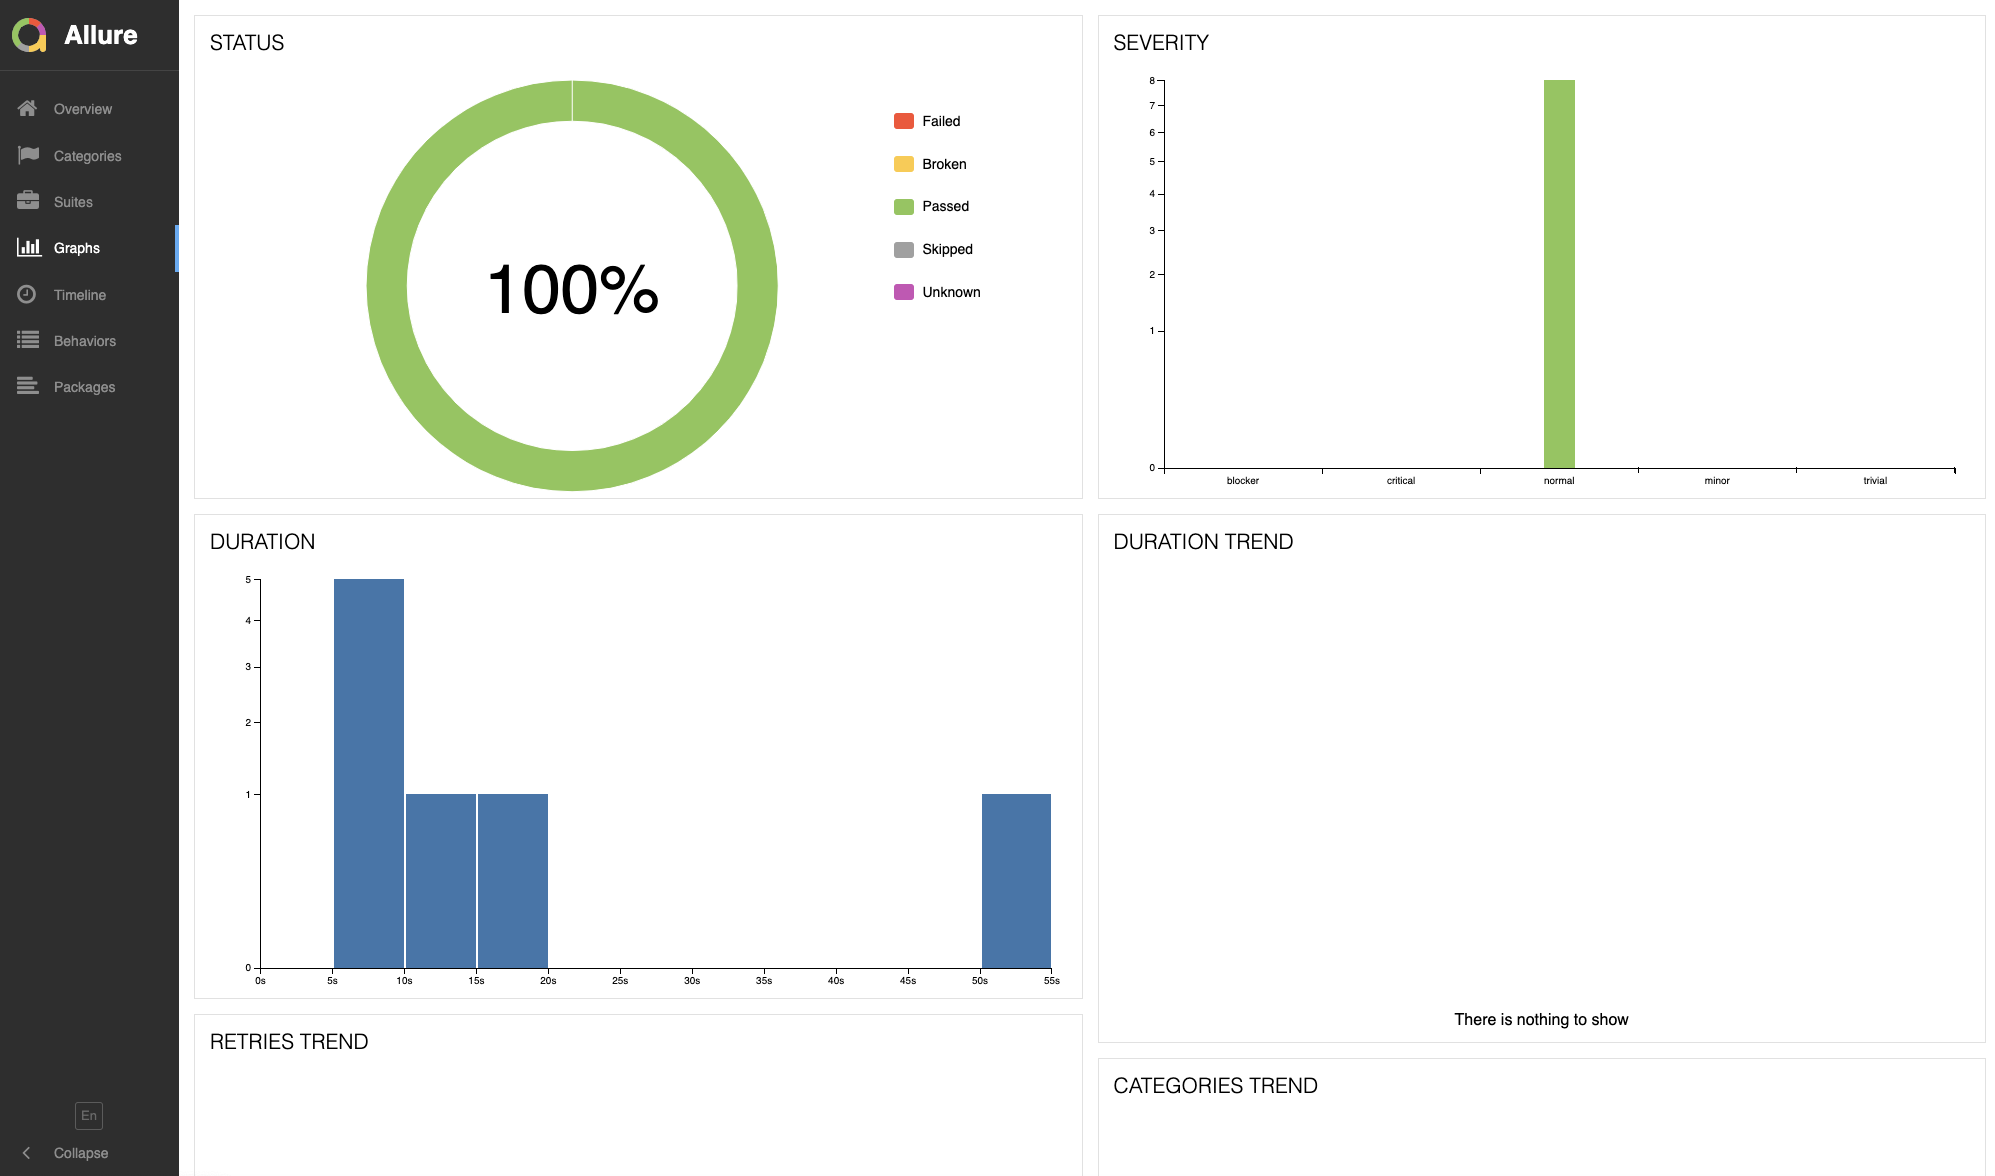 Allure
Overview
Categories
Suites
Graphs
Timeline
Behaviors
Packages
En
Collapse
STATUS
100%
Failed
Broken
Passed
Skipped
Unknown
SEVERITY
8
7
6
5
4
3
2
1
0
blocker critical normal minor trivial
DURATION
5
4
3
2
1
0
0s 5s 10s 15s 20s 25s 30s 35s 40s 45s 50s 55s
DURATION TREND
There is nothing to show
RETRIES TREND
CATEGORIES TREND